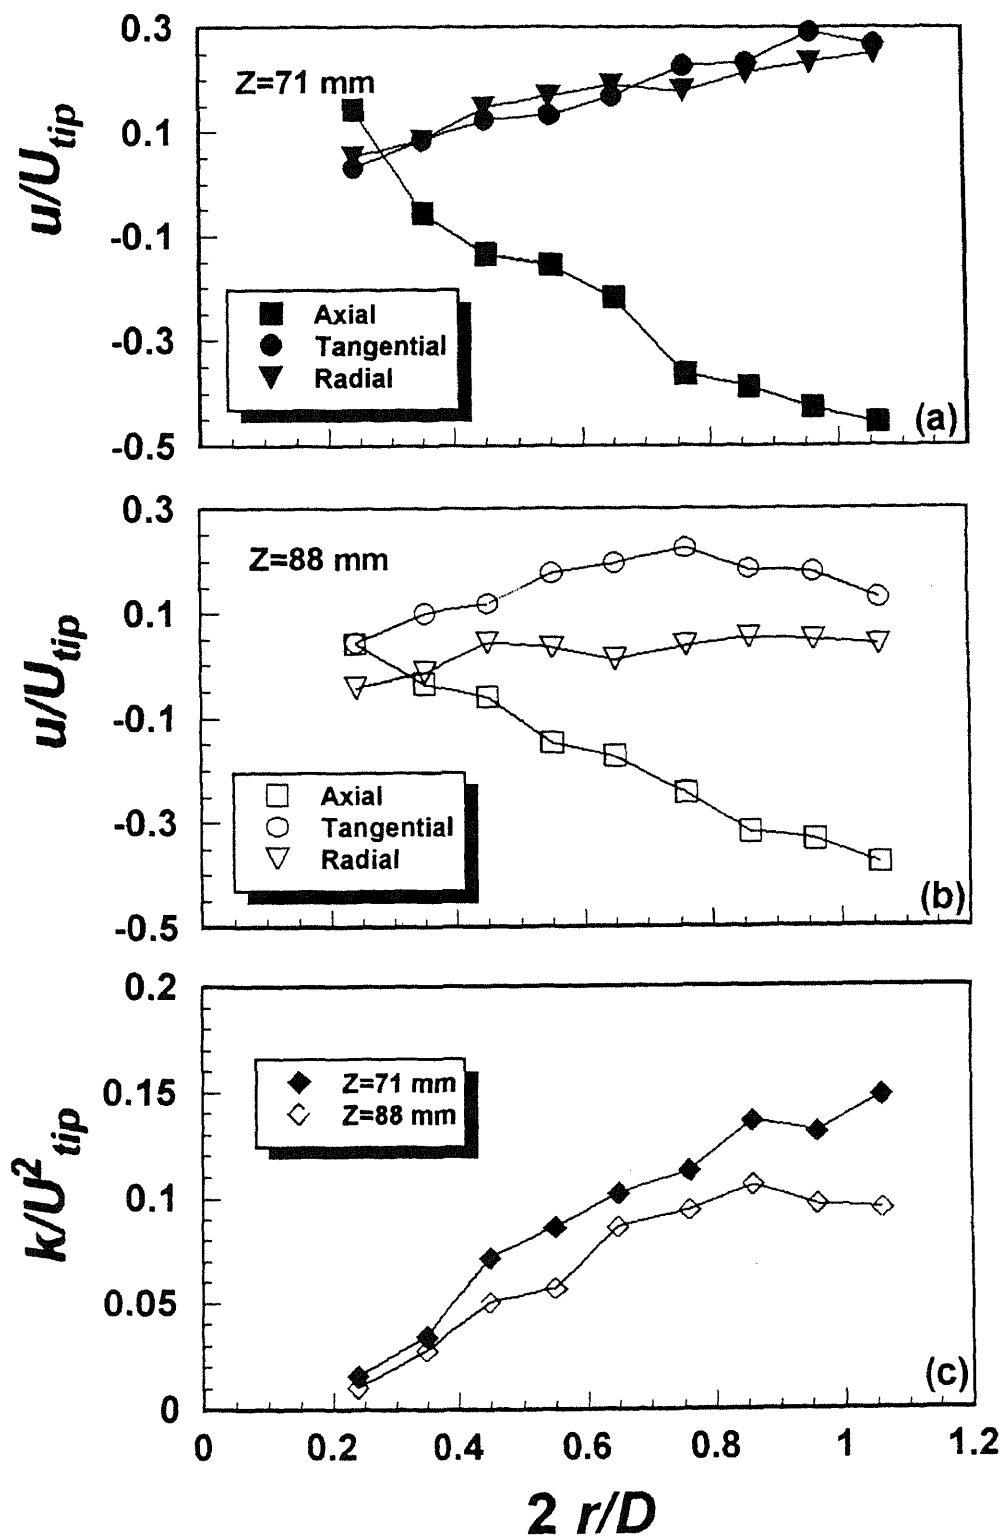 0.3
0.1
-0.1
-0.3
-0.5
u/U_tip
Z=71 mm
Axial
Tangential
Radial
(a)
0.3
0.1
-0.1
-0.3
-0.5
u/U_tip
Z=88 mm
Axial
Tangential
Radial
(b)
0.2
0.15
0.1
0.05
0
k/U²_tip
Z=71 mm
Z=88 mm
(c)
0 0.2 0.4 0.6 0.8 1 1.2
2 r/D